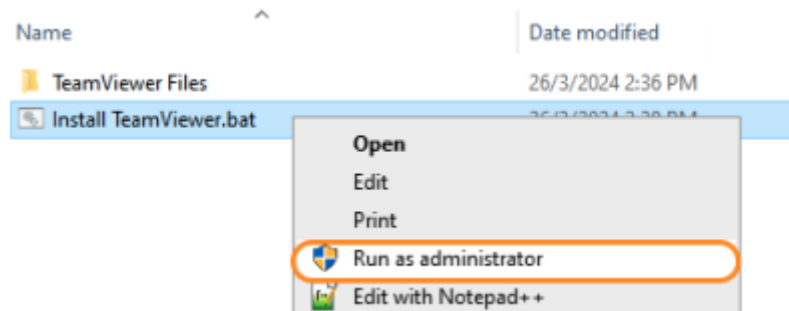 Name Date modified
TeamViewer Files 26/3/2024 2:36 PM
Install TeamViewer.bat
Open
Edit
Print
Run as administrator
Edit with Notepad++